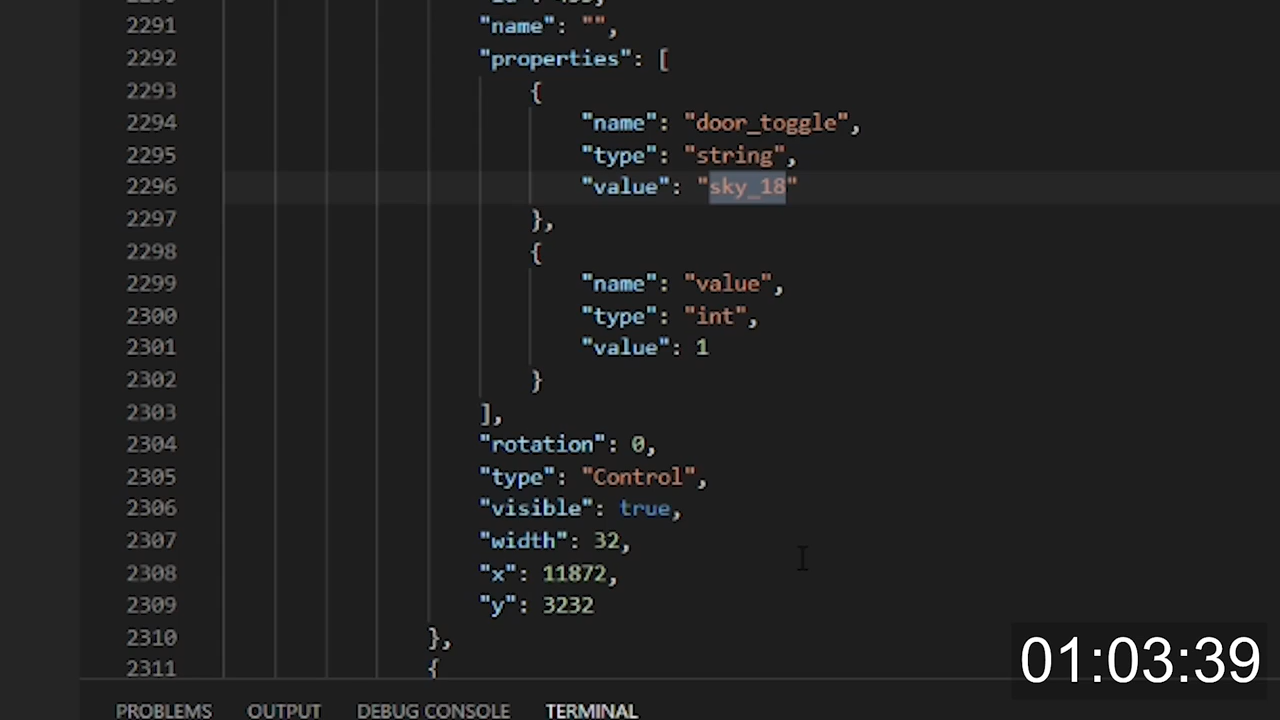 2291 "name": "",
2292 "properties": [
2293 {
2294 "name": "door_toggle",
2295 "type": "string",
2296 "value": "sky_18"
2297 },
2298 {
2299 "name": "value",
2300 "type": "int",
2301 "value": 1
2302 }
2303 ],
2304 "rotation": 0,
2305 "type": "Control",
2306 "visible": true,
2307 "width": 32,
2308 "x": 11872,
2309 "y": 3232
2310 },
2311 {
01:03:39
PROBLEMS OUTPUT DEBUG CONSOLE TERMINAL